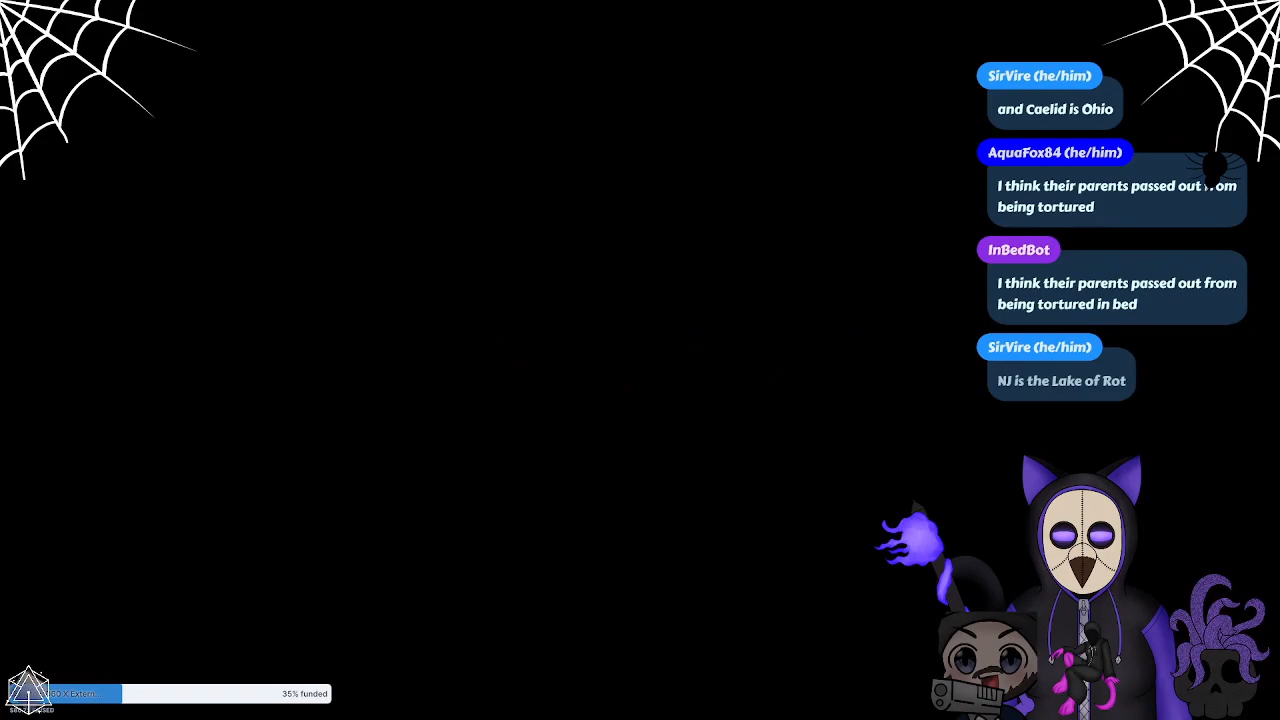 SirVire (he/him)
and Caelid is Ohio
AquaFox84 (he/him)
I think their parents passed out from
being tortured
InBedBot
I think their parents passed out from
being tortured in bed
SirVire (he/him)
NJ is the Lake of Rot
35% funded